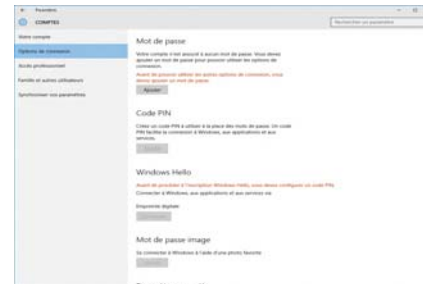 Paramètres
COMPTES
Rechercher un paramètre
Votre compte
Options de connexion
Accès professionnel
Famille et autres utilisateurs
Synchroniser vos paramètres
Mot de passe
Votre compte n'est associé à aucun mot de passe. Vous devez
ajouter un mot de passe pour pouvoir utiliser les options de
connexion.
Avant de pouvoir utiliser les autres options de connexion, vous
devez ajouter un mot de passe.
Ajouter
Code PIN
Créez un code PIN à utiliser à la place des mots de passe. Un code
PIN facilite la connexion à Windows, aux applications et aux
services.
Windows Hello
Avant de procéder à l'inscription Windows Hello, vous devez configurer un code PIN.
Connectez à Windows, aux applications et aux services via
Empreinte digitale
Mot de passe image
Se connecter à Windows à l'aide d'une photo favorite